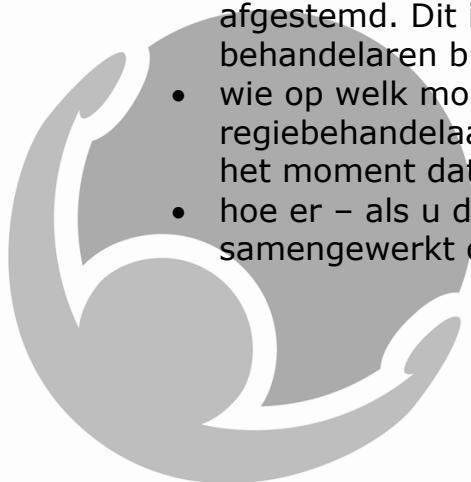 afgestemd. Dit i
behandelaren b
• wie op welk mo
regiebehandelaa
het moment dat
• hoe er – als u d
samengewerkt